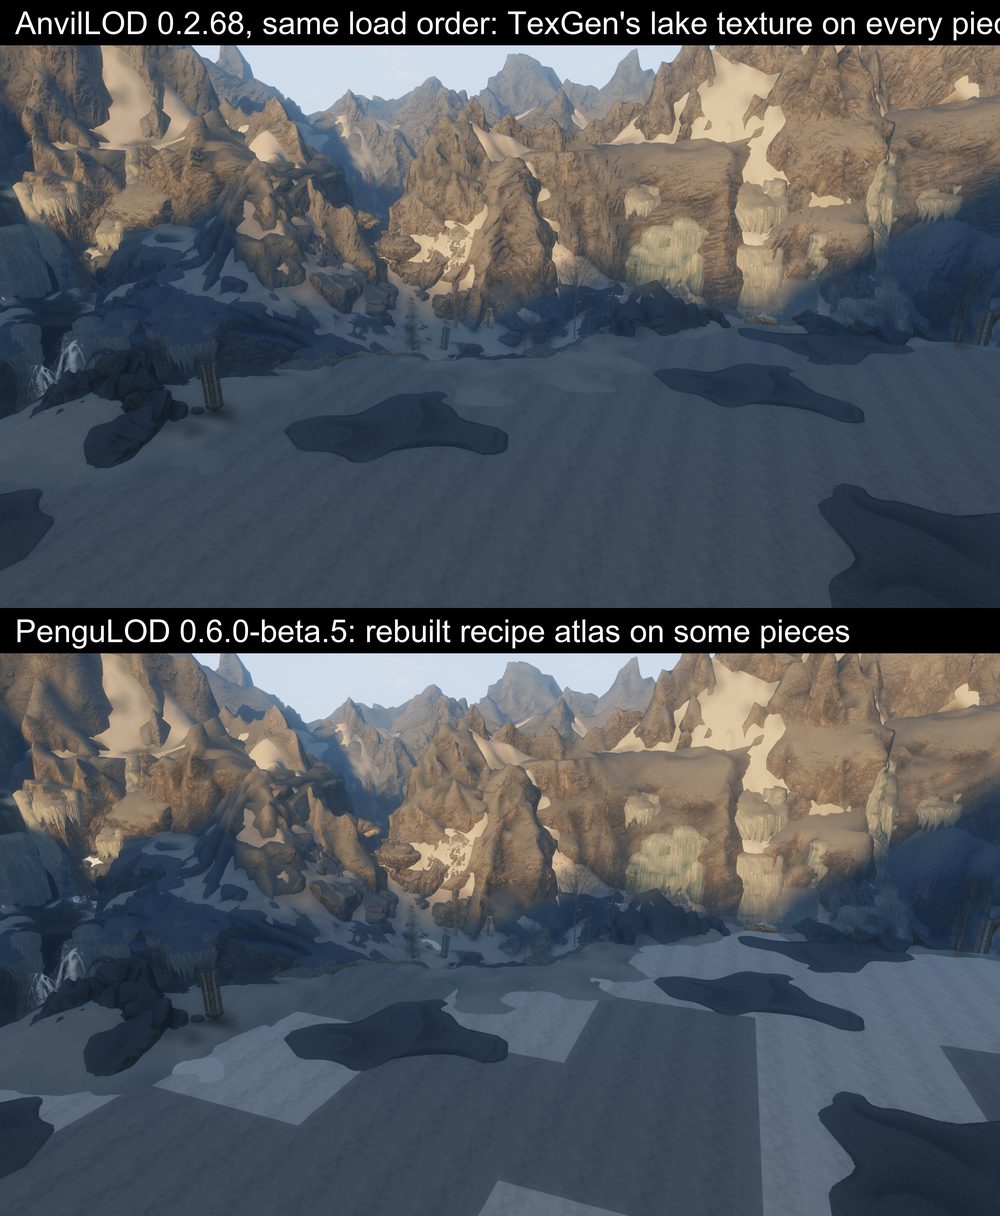 AnvilLOD 0.2.68, same load order: TexGen's lake texture on every piec
PenguLOD 0.6.0-beta.5: rebuilt recipe atlas on some pieces